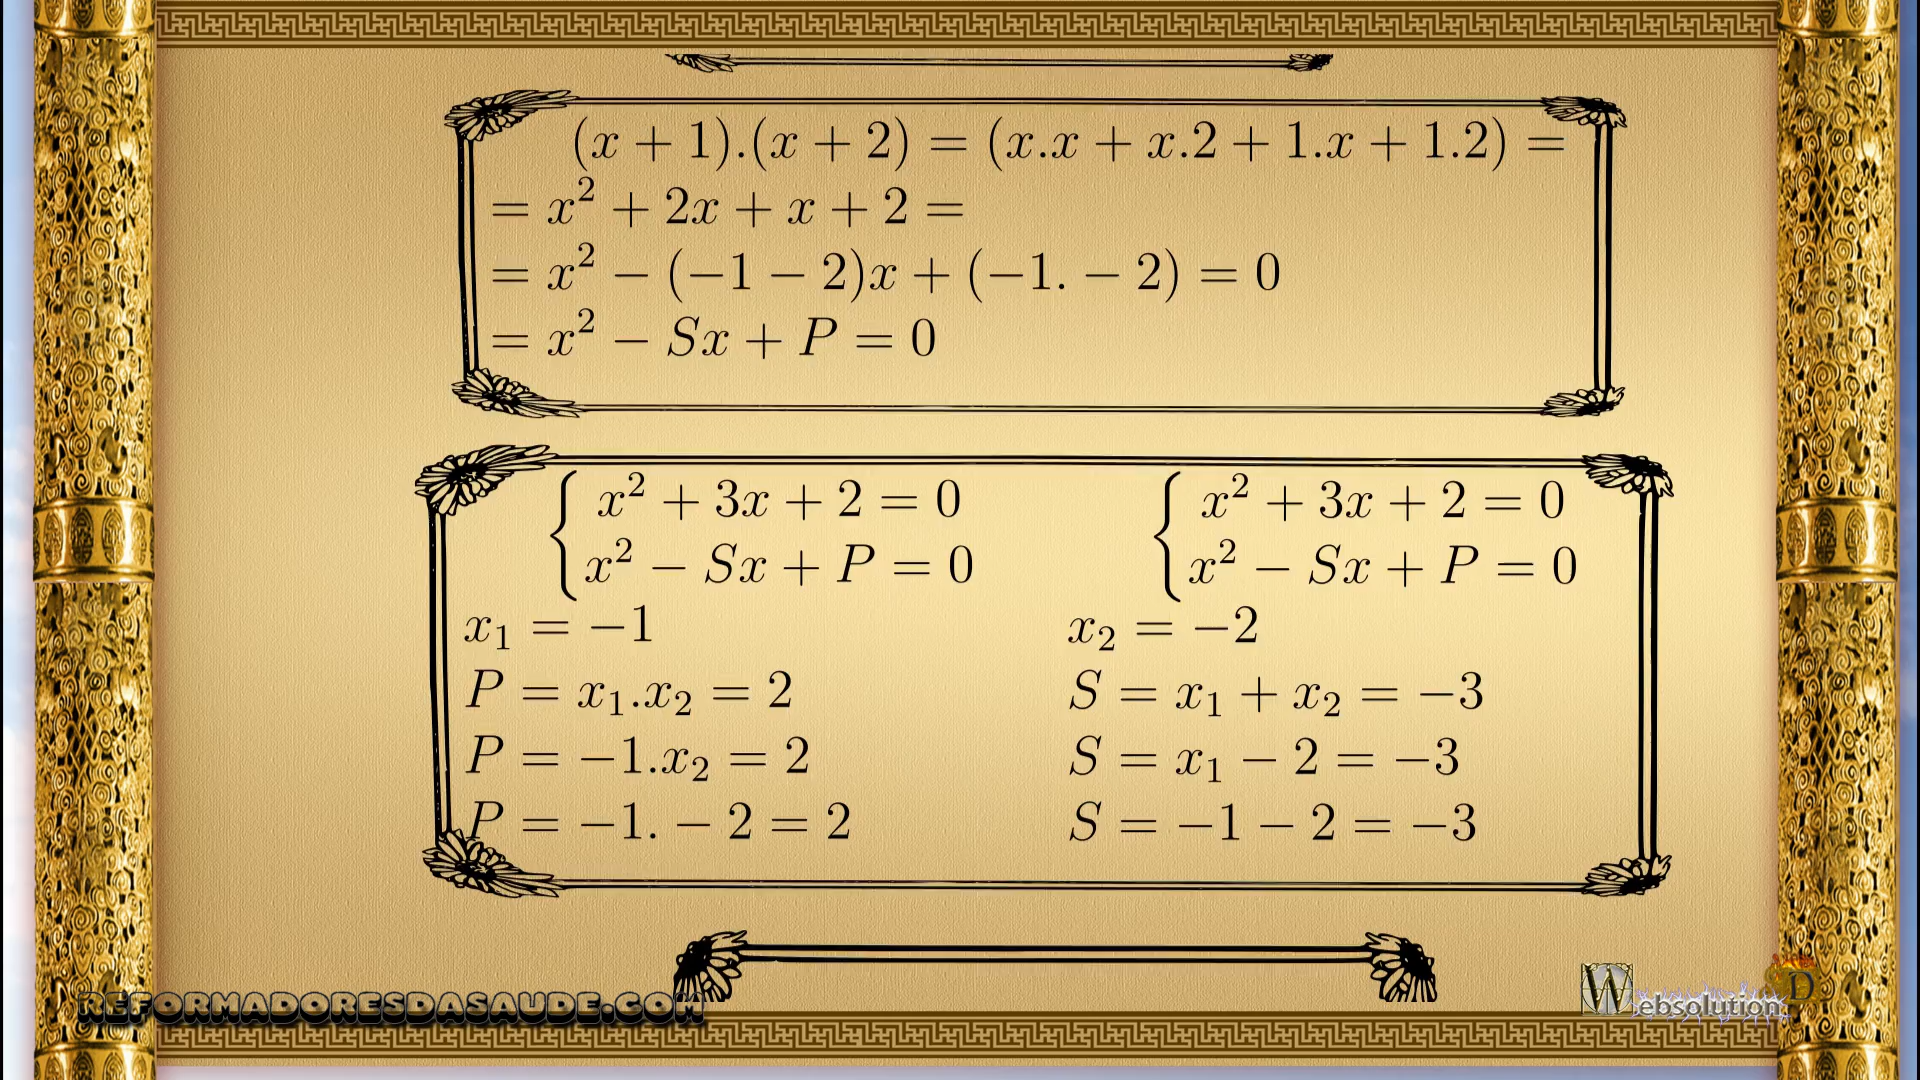 (x + 1).(x + 2) = (x.x + x.2 + 1.x + 1.2) =
= x² + 2x + x + 2 =
= x² − (−1 − 2)x + (−1. − 2) = 0
= x² − Sx + P = 0
{ x² + 3x + 2 = 0
x² − Sx + P = 0
x₁ = −1
P = x₁.x₂ = 2
P = −1.x₂ = 2
P = −1. − 2 = 2
{ x² + 3x + 2 = 0
x² − Sx + P = 0
x₂ = −2
S = x₁ + x₂ = −3
S = x₁ − 2 = −3
S = −1 − 2 = −3
REFORMADORESDASAUDE.COM
Websolution D